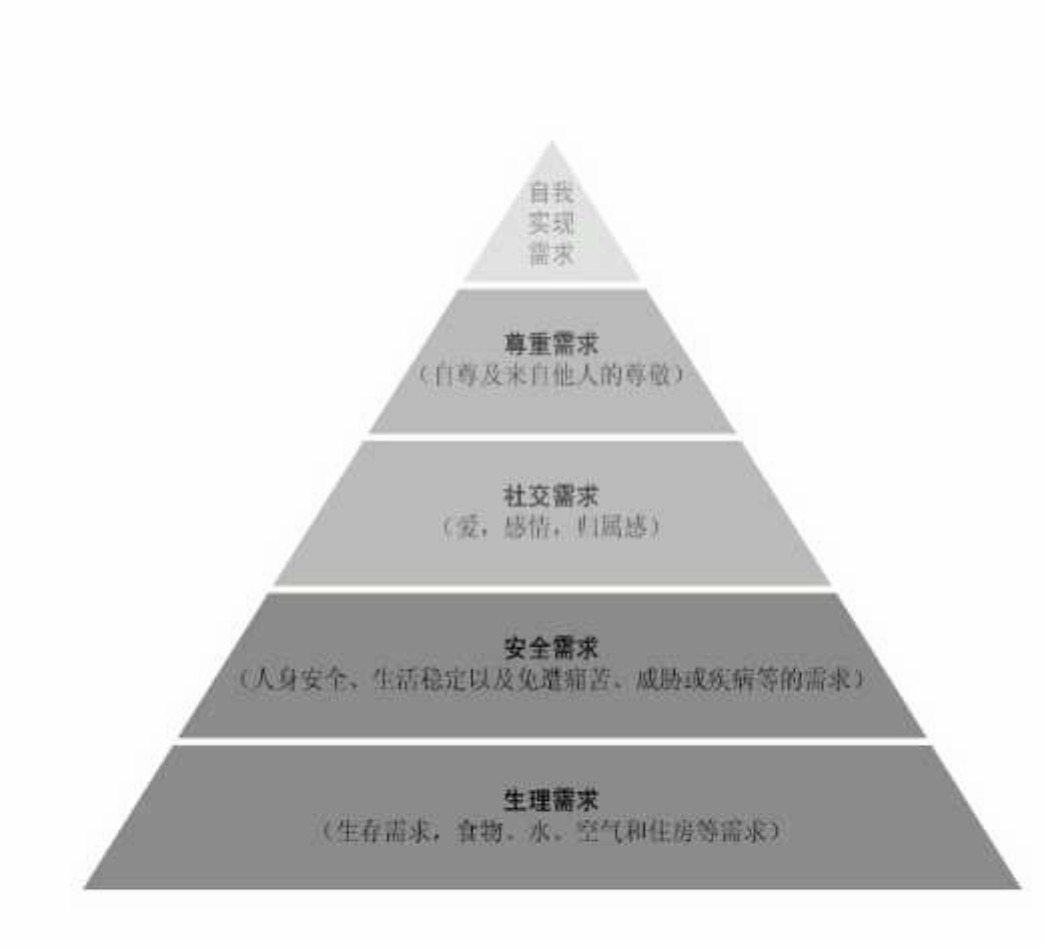 自我
实现
需求
尊重需求
（自尊及来自他人的尊敬）
社交需求
（爱，感情，归属感）
安全需求
（人身安全、生活稳定以及免遭痛苦、威胁或疾病等的需求）
生理需求
（生存需求，食物、水、空气和住房等需求）